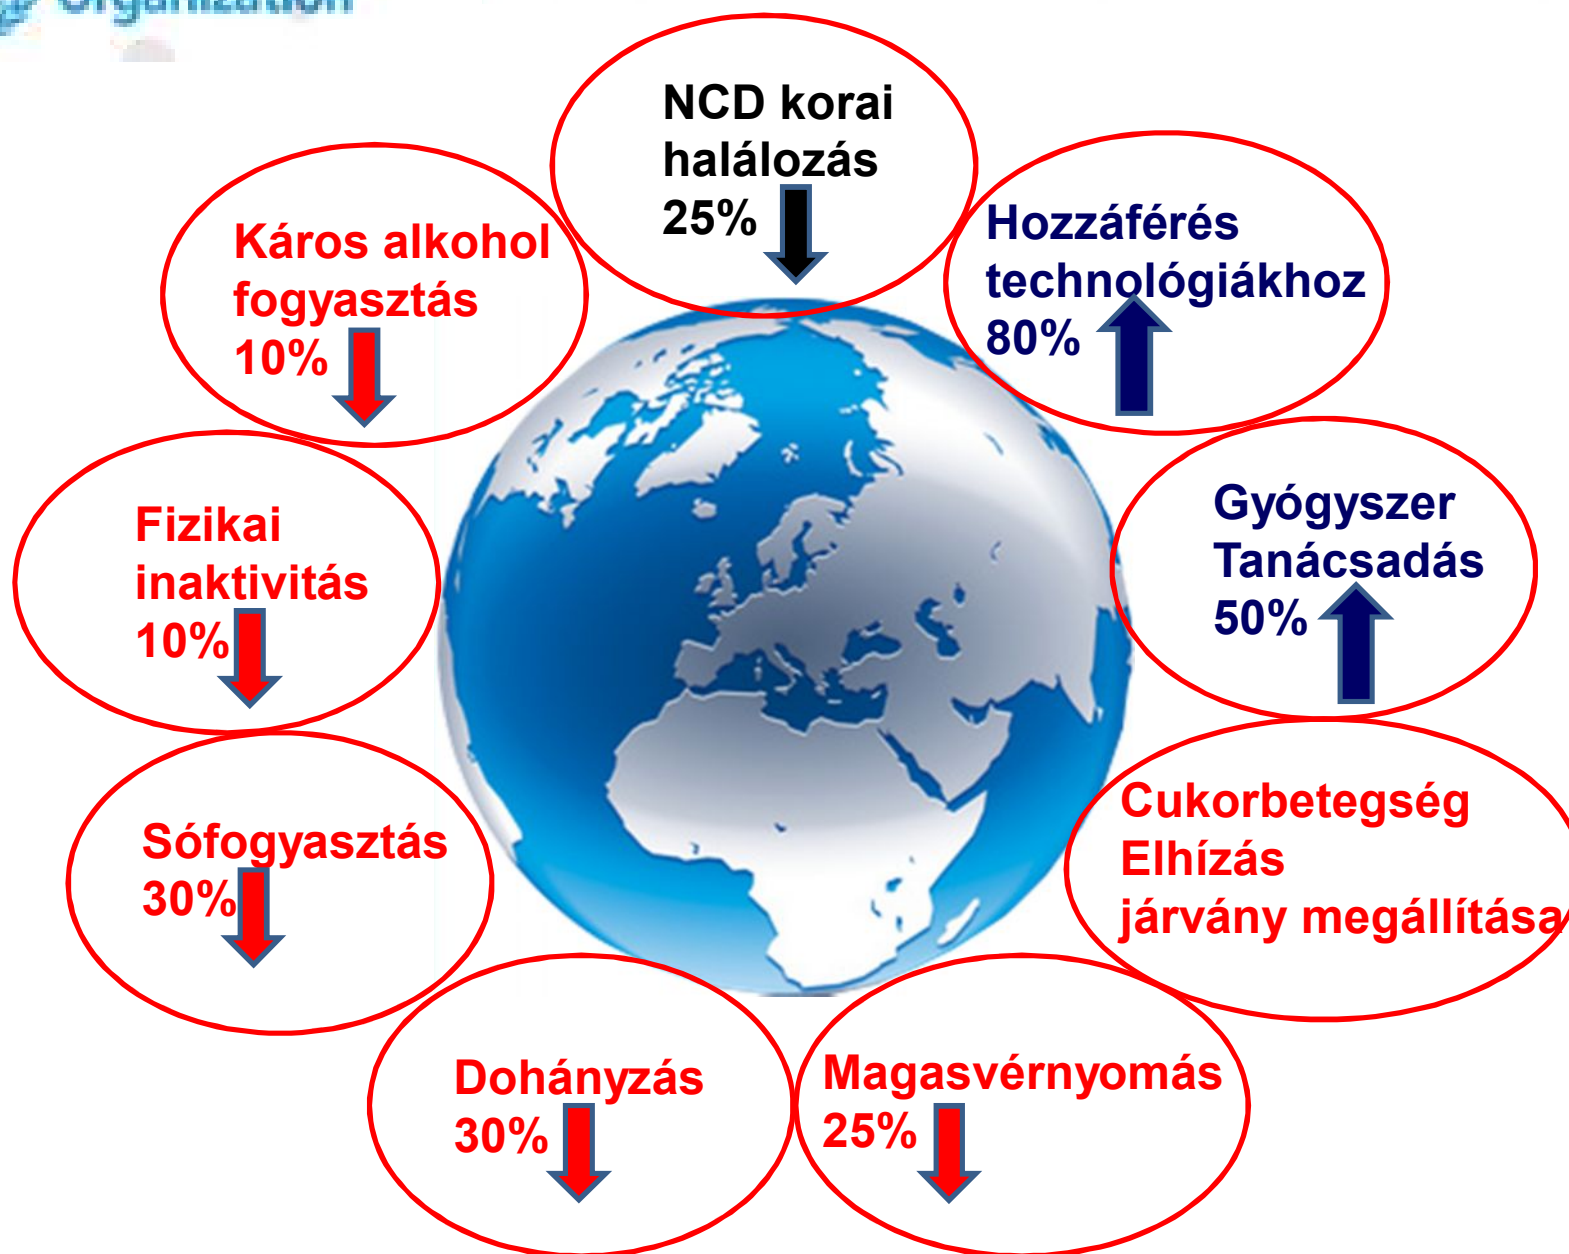 Organization
NCD korai
halálozás
25%
Káros alkohol
fogyasztás
10%
Hozzáférés
technológiákhoz
80%
Fizikai
inaktivitás
10%
Gyógyszer
Tanácsadás
50%
Sófogyasztás
30%
Cukorbetegség
Elhízás
járvány megállítása
Dohányzás
30%
Magasvérnyomás
25%